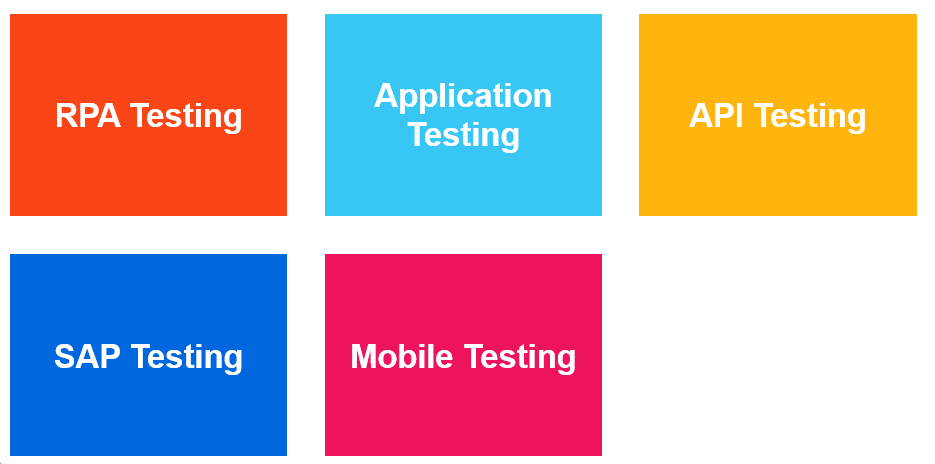 RPA Testing
Application
Testing
API Testing
SAP Testing
Mobile Testing